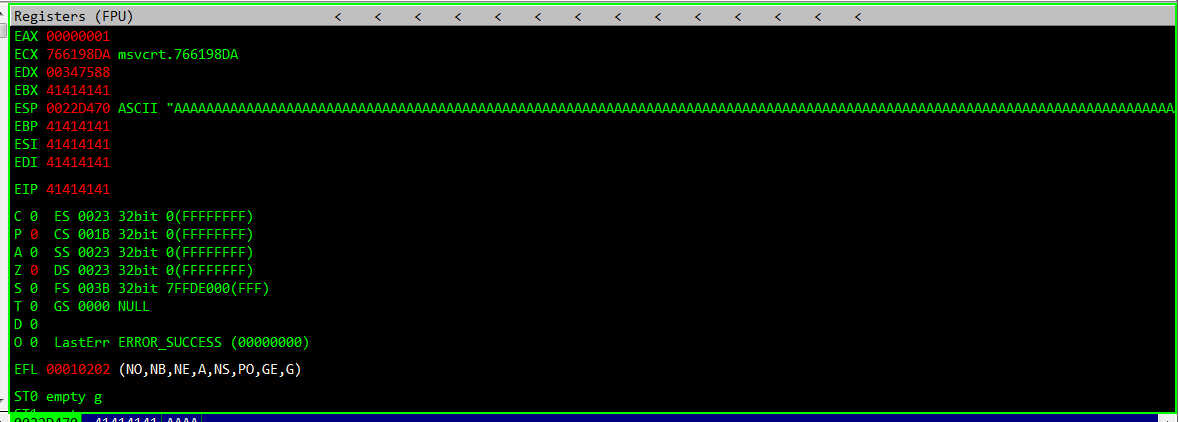 Registers (FPU) < < < < < < < < < < < < < <
EAX 00000001
ECX 766198DA msvcrt.766198DA
EDX 00347588
EBX 41414141
ESP 0022D470 ASCII "AAAAAAAAAAAAAAAAAAAAAAAAAAAAAAAAAAAAAAAAAAAAAAAAAAAAAAAAAAAAAAAAAAAAAAAAAAAAAAAAAAAAAAAAAAAAAAAAAAAAAAAAAAAAAAAAAAAAAAAAA
EBP 41414141
ESI 41414141
EDI 41414141
EIP 41414141
C 0 ES 0023 32bit 0(FFFFFFFF)
P 0 CS 001B 32bit 0(FFFFFFFF)
A 0 SS 0023 32bit 0(FFFFFFFF)
Z 0 DS 0023 32bit 0(FFFFFFFF)
S 0 FS 003B 32bit 7FFDE000(FFF)
T 0 GS 0000 NULL
D 0
O 0 LastErr ERROR_SUCCESS (00000000)
EFL 00010202 (NO,NB,NE,A,NS,PO,GE,G)
ST0 empty g
0022D470 41414141 AAAA